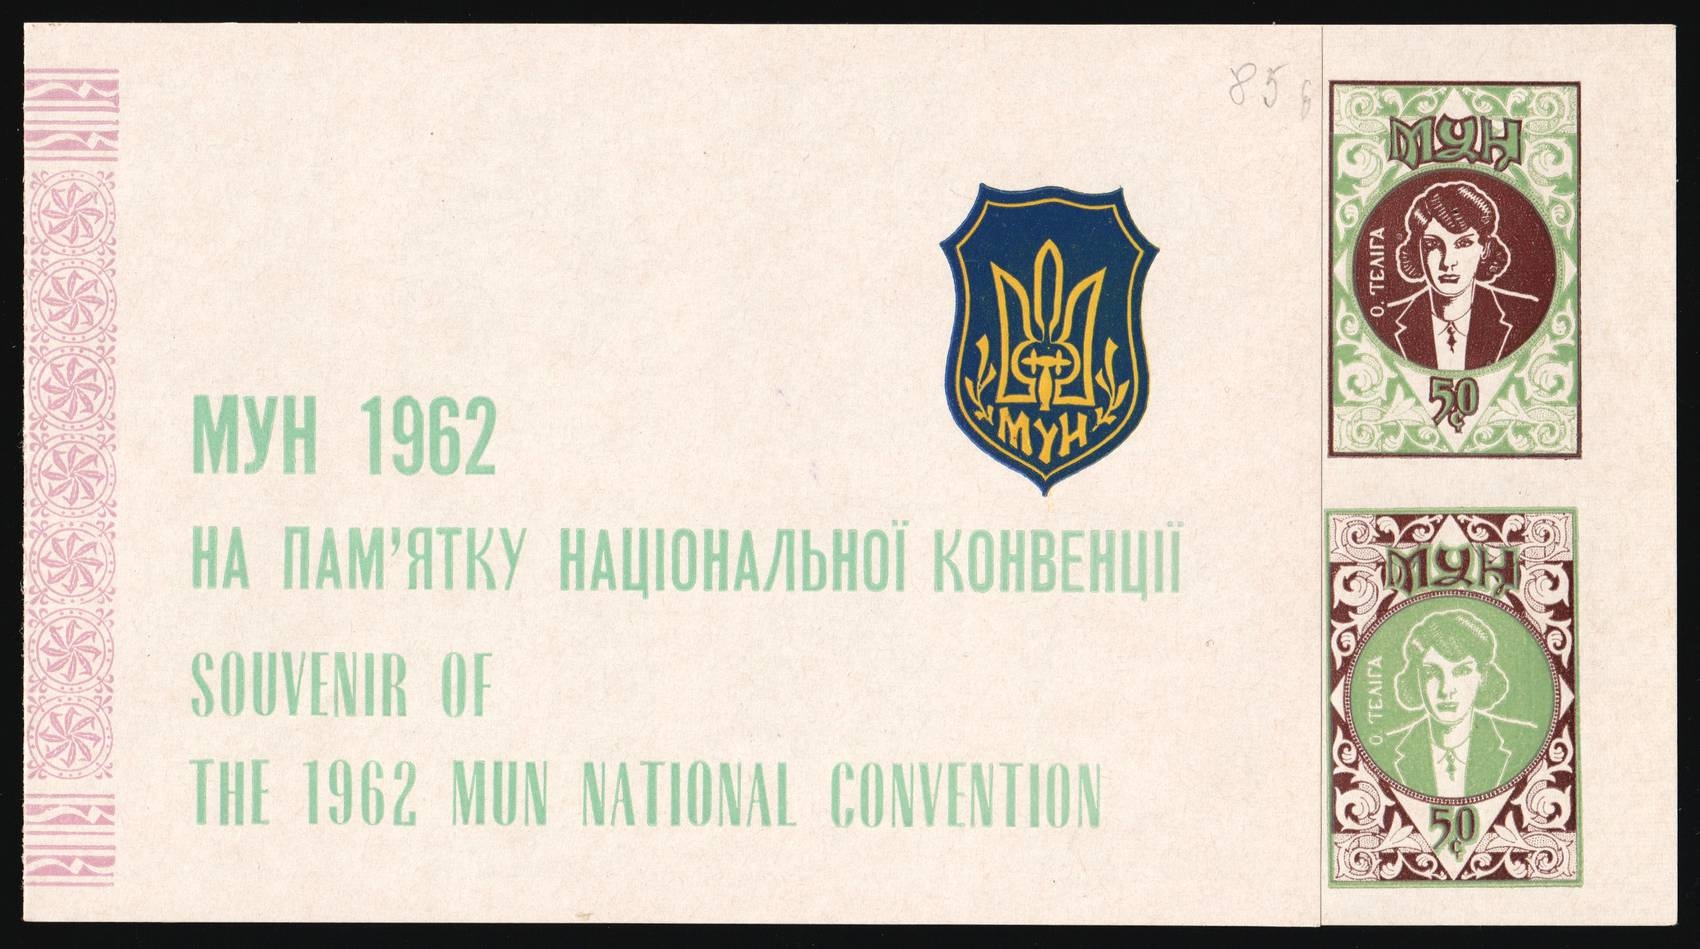 85
МУН
О. ТЕЛІГА
50
¢
МУН
МУН 1962
НА ПАМ’ЯТКУ НАЦІОНАЛЬНОЇ КОНВЕНЦІЇ
SOUVENIR OF
THE 1962 MUN NATIONAL CONVENTION
МУН
О. ТЕЛІГА
50
¢